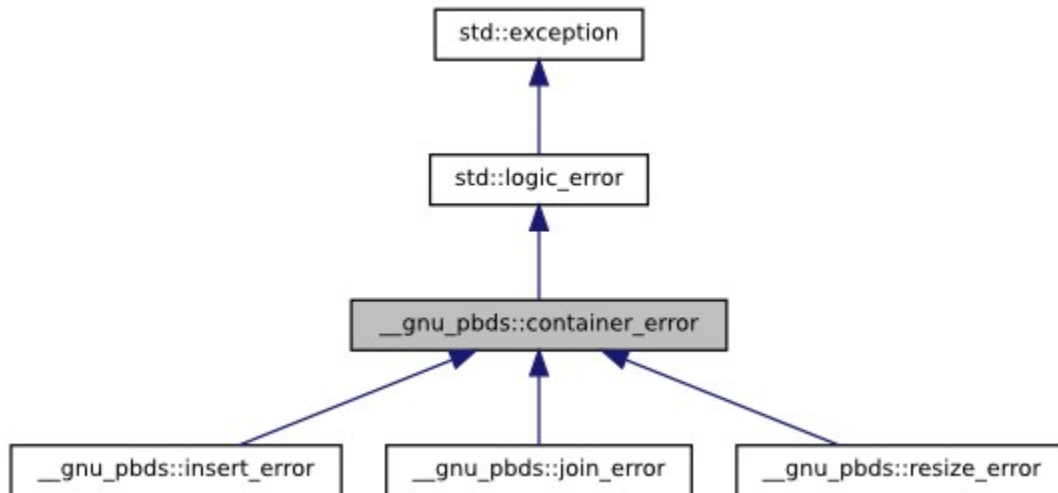 std::exception
std::logic_error
__gnu_pbds::container_error
__gnu_pbds::insert_error
__gnu_pbds::join_error
__gnu_pbds::resize_error